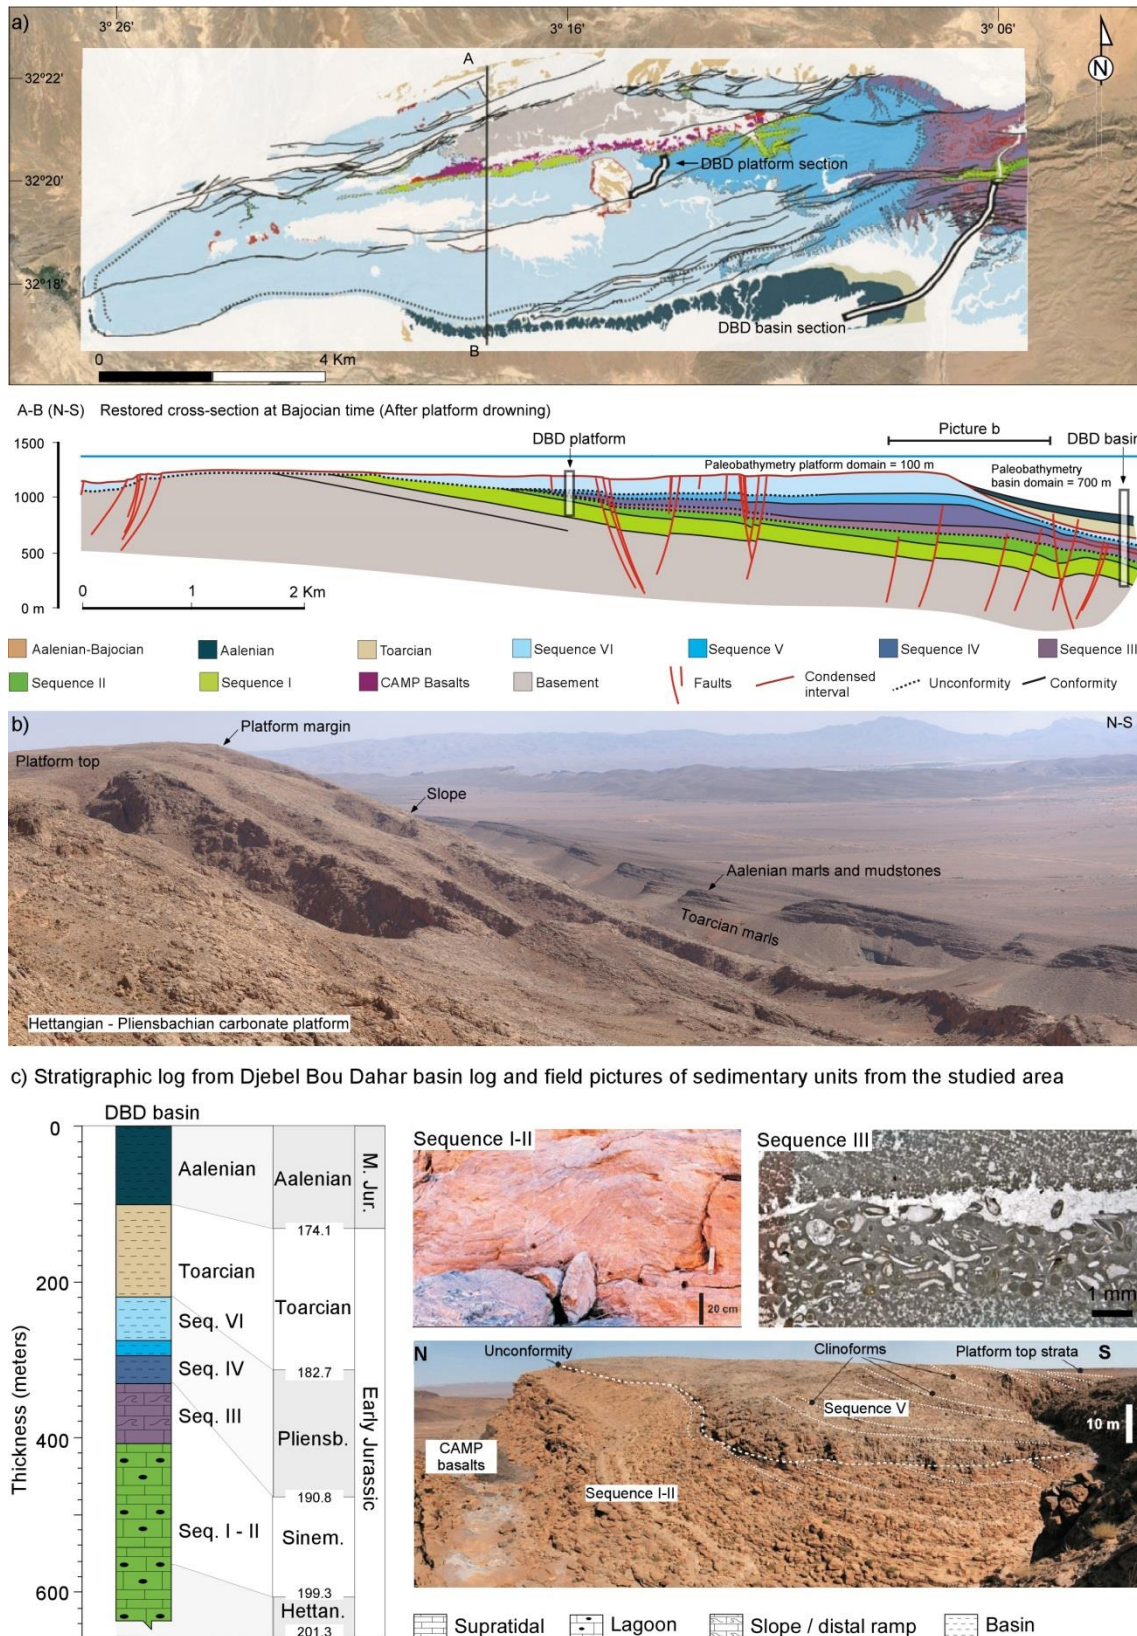 a)
3° 26
3° 16
3° 06'
32°22'
32°20'
32°18'
A
B
N
DBD platform section
DBD basin section
0
4 Km
A-B (N-S) Restored cross-section at Bajocian time (After platform drowning)
1500
1000
500
0 m
DBD platform
Picture b
DBD basin
Paleobathymetry platform domain = 100 m
Paleobathymetry
basin domain = 700 m
0
1
2 Km
Aalenian-Bajocian
Aalenian
Toarcian
Sequence VI
Sequence V
Sequence IV
Sequence III
Sequence II
Sequence I
CAMP Basalts
Basement
Faults
Condensed
interval
Unconformity
Conformity
b)
N-S
Platform margin
Platform top
Slope
Aalenian marls and mudstones
Toarcian marls
Hettangian - Pliensbachian carbonate platform
c) Stratigraphic log from Djebel Bou Dahar basin log and field pictures of sedimentary units from the studied area
DBD basin
Thickness (meters)
0
200
400
600
Aalenian
Toarcian
Seq. VI
Seq. IV
Seq. III
Seq. I - II
Aalenian
174.1
Toarcian
182.7
Pliensb.
190.8
Sinem.
199.3
Hettan.
201.3
M. Jur.
Early Jurassic
Sequence I-II
20 cm
Sequence III
1 mm
N
S
Unconformity
Clinoforms
Platform top strata
Sequence V
10 m
CAMP
basalts
Sequence I-II
Supratidal
Lagoon
Slope / distal ramp
Basin